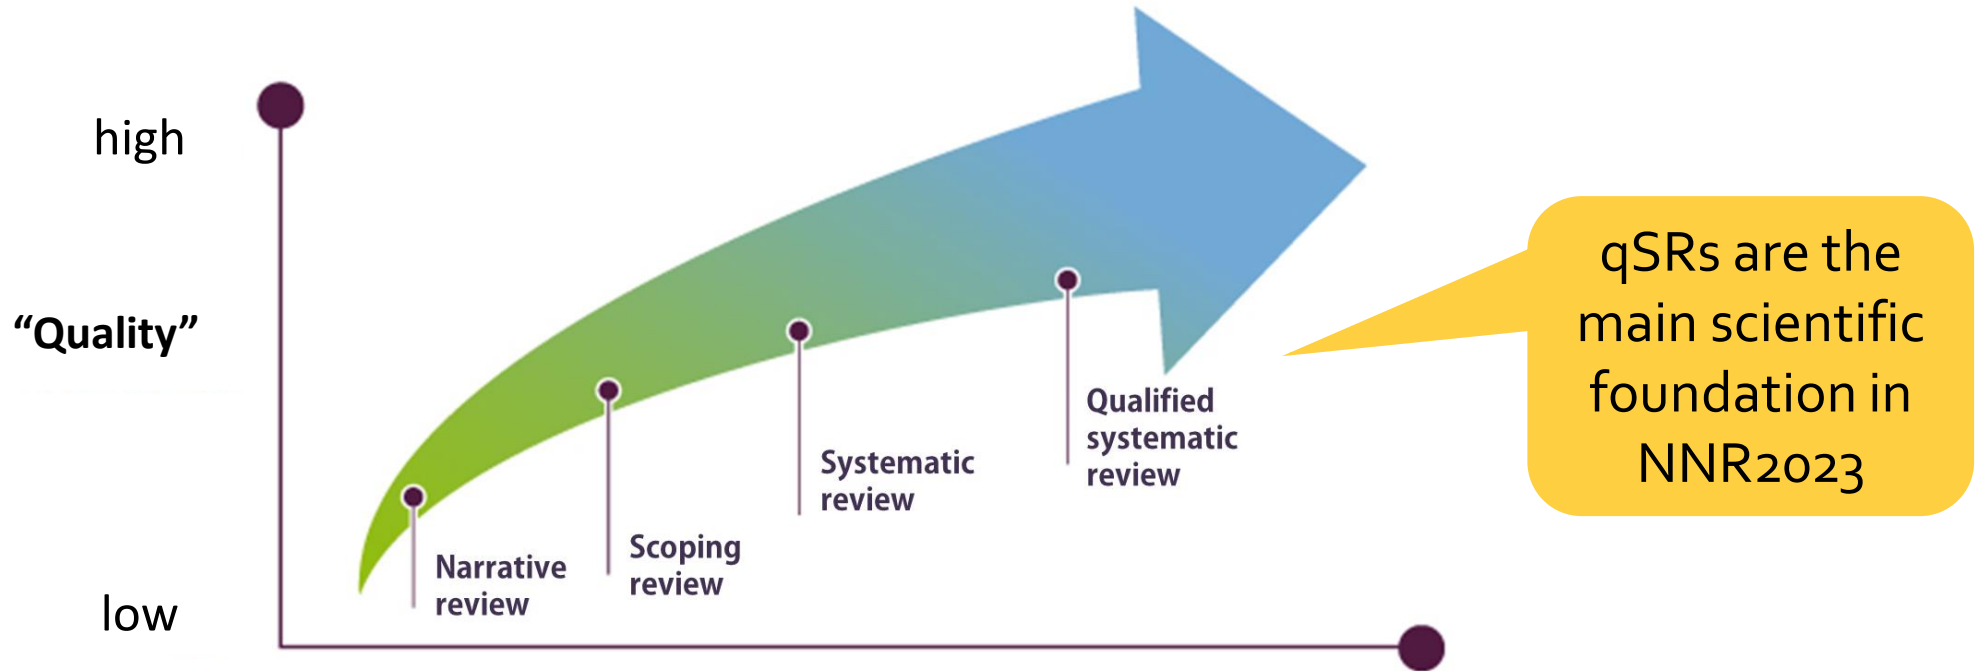 high
“Quality”
low
Narrative
review
Scoping
review
Systematic
review
Qualified
systematic
review
qSRs are the
main scientific
foundation in
NNR2023